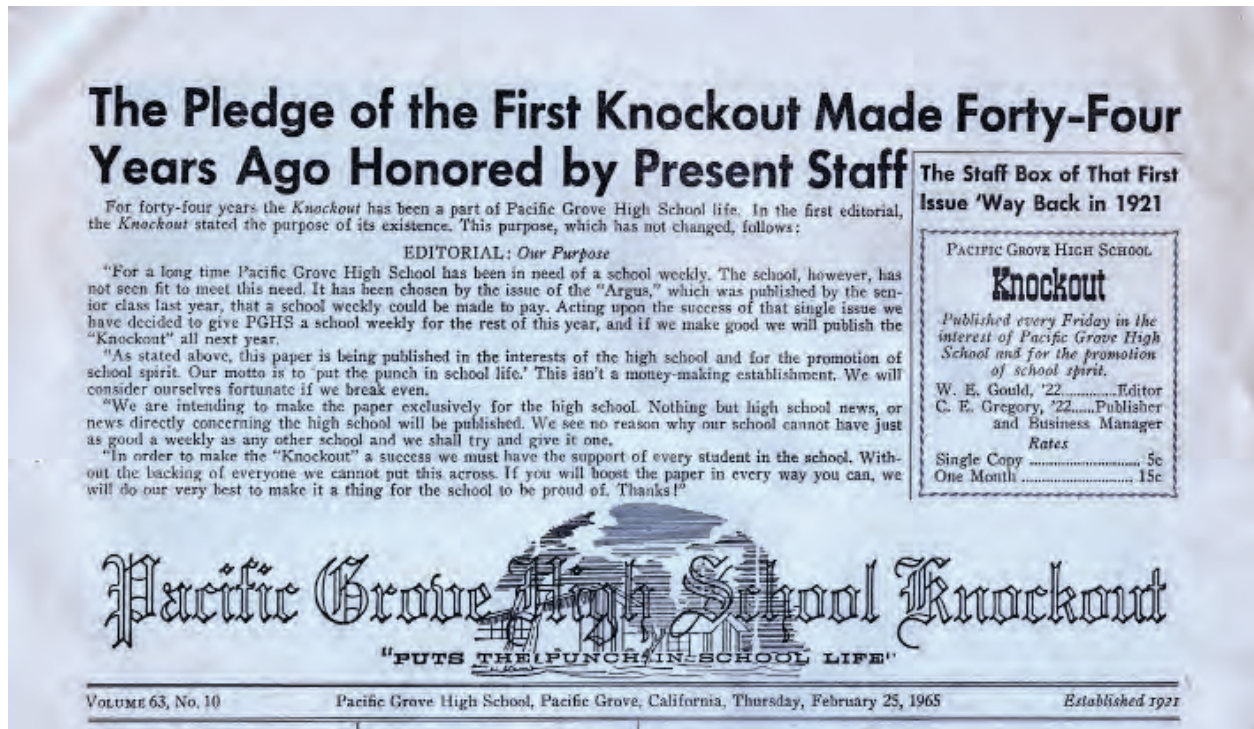 The Pledge of the First Knockout Made Forty-Four
Years Ago Honored by Present Staff
For forty-four years the Knockout has been a part of Pacific Grove High School life. In the first editorial,
the Knockout stated the purpose of its existence. This purpose, which has not changed, follows:
EDITORIAL: Our Purpose
"For a long time Pacific Grove High School has been in need of a school weekly. The school, however, has
not seen fit to meet this need. It has been chosen by the issue of the "Argus," which was published by the sen-
ior class last year, that a school weekly could be made to pay. Acting upon the success of that single issue we
have decided to give PGHS a school weekly for the rest of this year, and if we make good we will publish the
"Knockout" all next year.
"As stated above, this paper is being published in the interests of the high school and for the promotion of
school spirit. Our motto is to 'put the punch in school life.' This isn't a money-making establishment. We will
consider ourselves fortunate if we break even.
"We are intending to make the paper exclusively for the high school. Nothing but high school news, or
news directly concerning the high school will be published. We see no reason why our school cannot have just
as good a weekly as any other school and we shall try and give it one.
"In order to make the "Knockout" a success we must have the support of every student in the school. With-
out the backing of everyone we cannot put this across. If you will boost the paper in every way you can, we
will do our very best to make it a thing for the school to be proud of. Thanks!"
The Staff Box of That First
Issue 'Way Back in 1921
PACIFIC GROVE HIGH SCHOOL
Knockout
Published every Friday in the
interest of Pacific Grove High
School and for the promotion
of school spirit.
W. E. Gould, '22.............Editor
C. E. Gregory, '22.....Publisher
and Business Manager
Rates
Single Copy ............................ 5c
One Month ............................ 15c
Pacific Grove High School Knockout
"PUTS THE PUNCH IN SCHOOL LIFE"
VOLUME 63, No. 10 Pacific Grove High School, Pacific Grove, California, Thursday, February 25, 1965 Established 1921